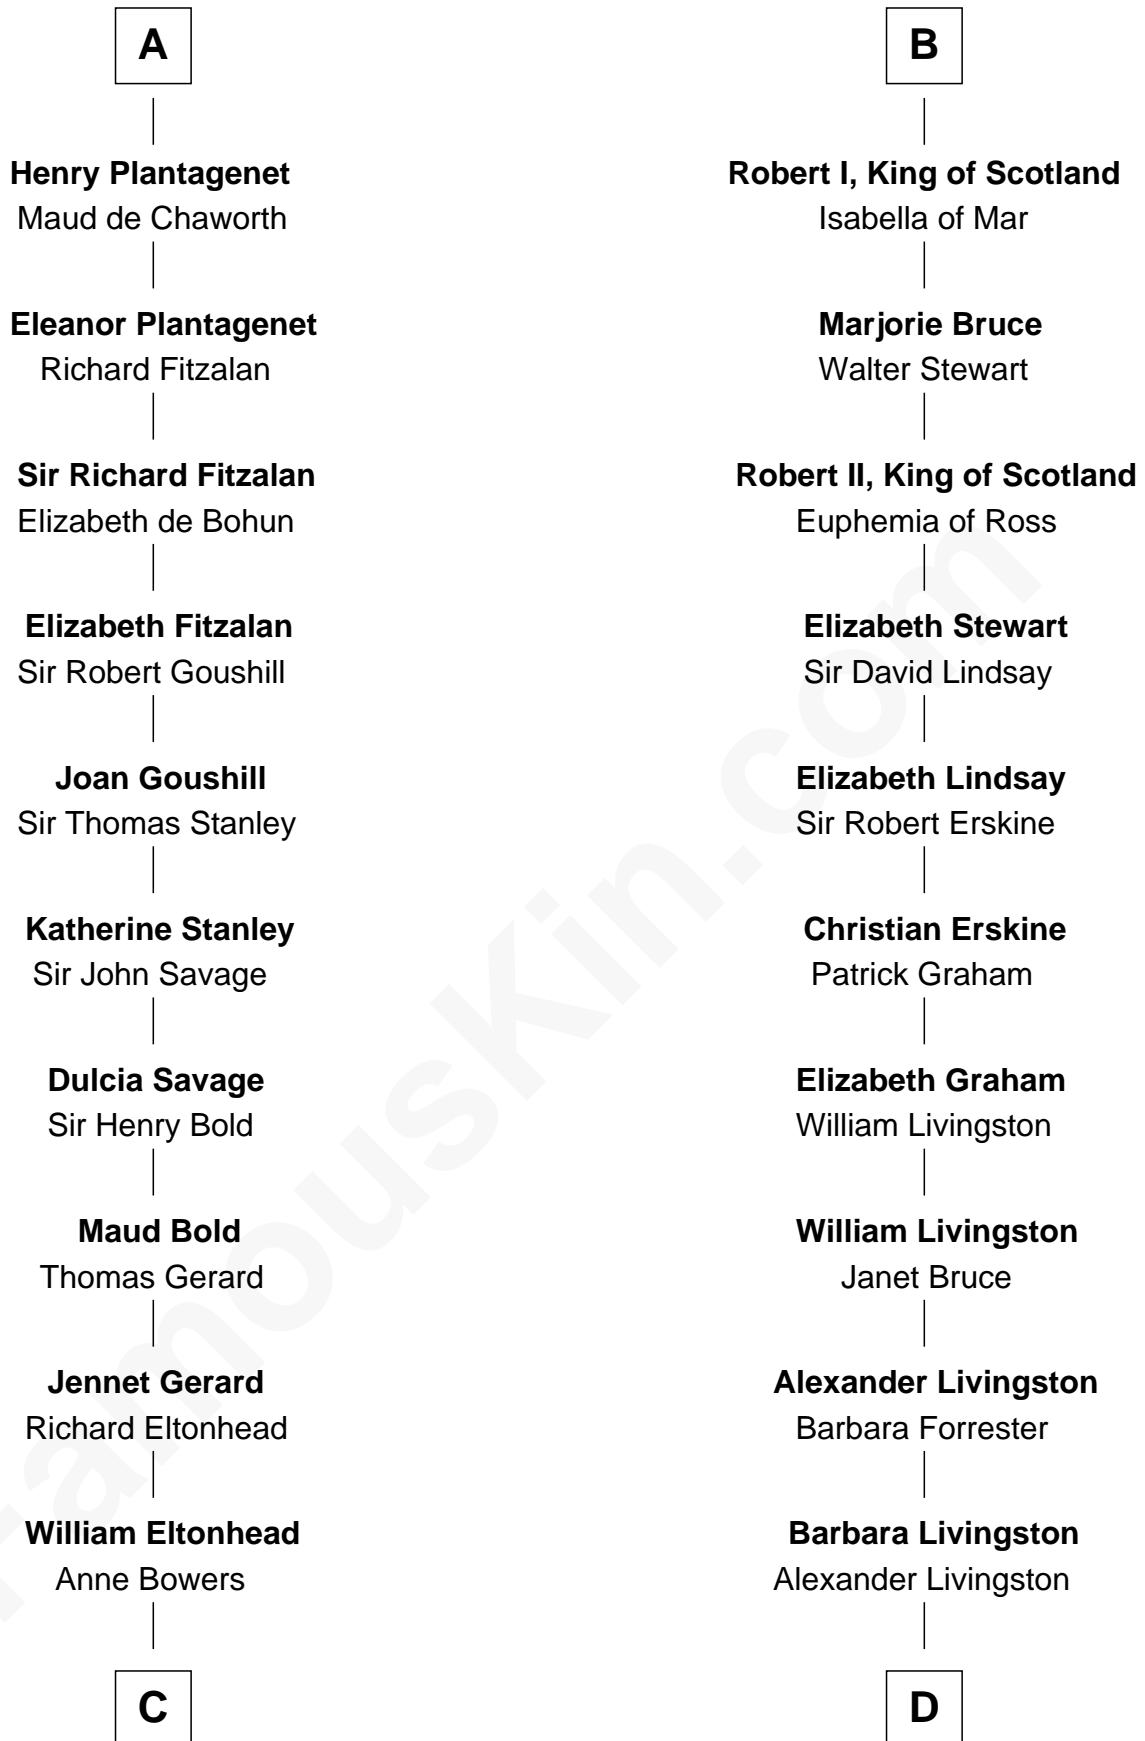 A
Henry Plantagenet
Maud de Chaworth
Eleanor Plantagenet
Richard Fitzalan
Sir Richard Fitzalan
Elizabeth de Bohun
Elizabeth Fitzalan
Sir Robert Goushill
Joan Goushill
Sir Thomas Stanley
Katherine Stanley
Sir John Savage
Dulcia Savage
Sir Henry Bold
Maud Bold
Thomas Gerard
Jennet Gerard
Richard Eltonhead
William Eltonhead
Anne Bowers
C
B
Robert I, King of Scotland
Isabella of Mar
Marjorie Bruce
Walter Stewart
Robert II, King of Scotland
Euphemia of Ross
Elizabeth Stewart
Sir David Lindsay
Elizabeth Lindsay
Sir Robert Erskine
Christian Erskine
Patrick Graham
Elizabeth Graham
William Livingston
William Livingston
Janet Bruce
Alexander Livingston
Barbara Forrester
Barbara Livingston
Alexander Livingston
D
FamousKin.com